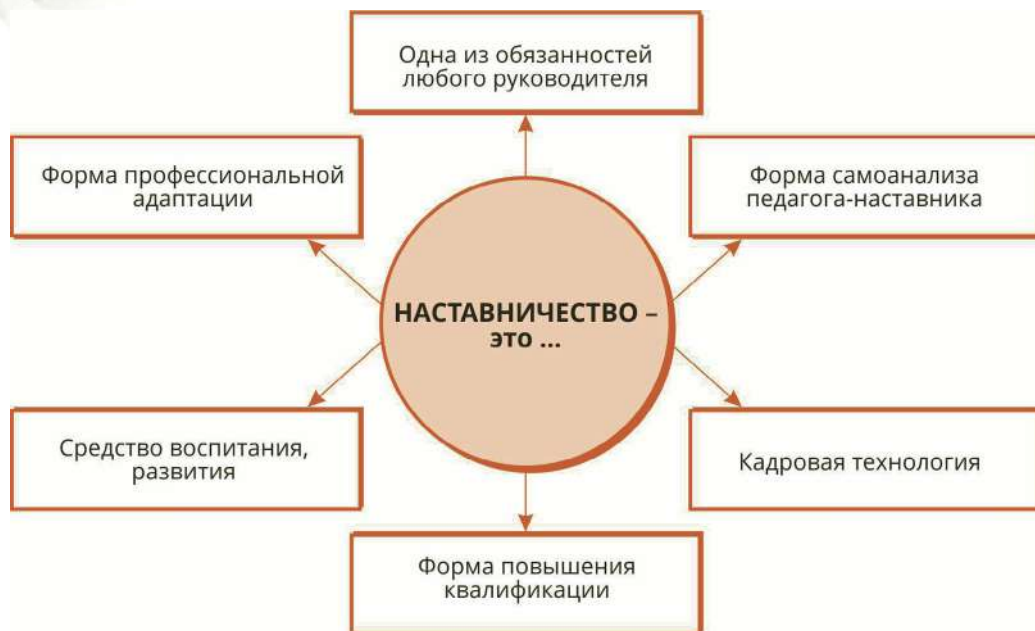 Одна из обязанностей
любого руководителя
Форма профессиональной
адаптации
Форма самоанализа
педагога-наставника
НАСТАВНИЧЕСТВО –
это ...
Средство воспитания,
развития
Кадровая технология
Форма повышения
квалификации